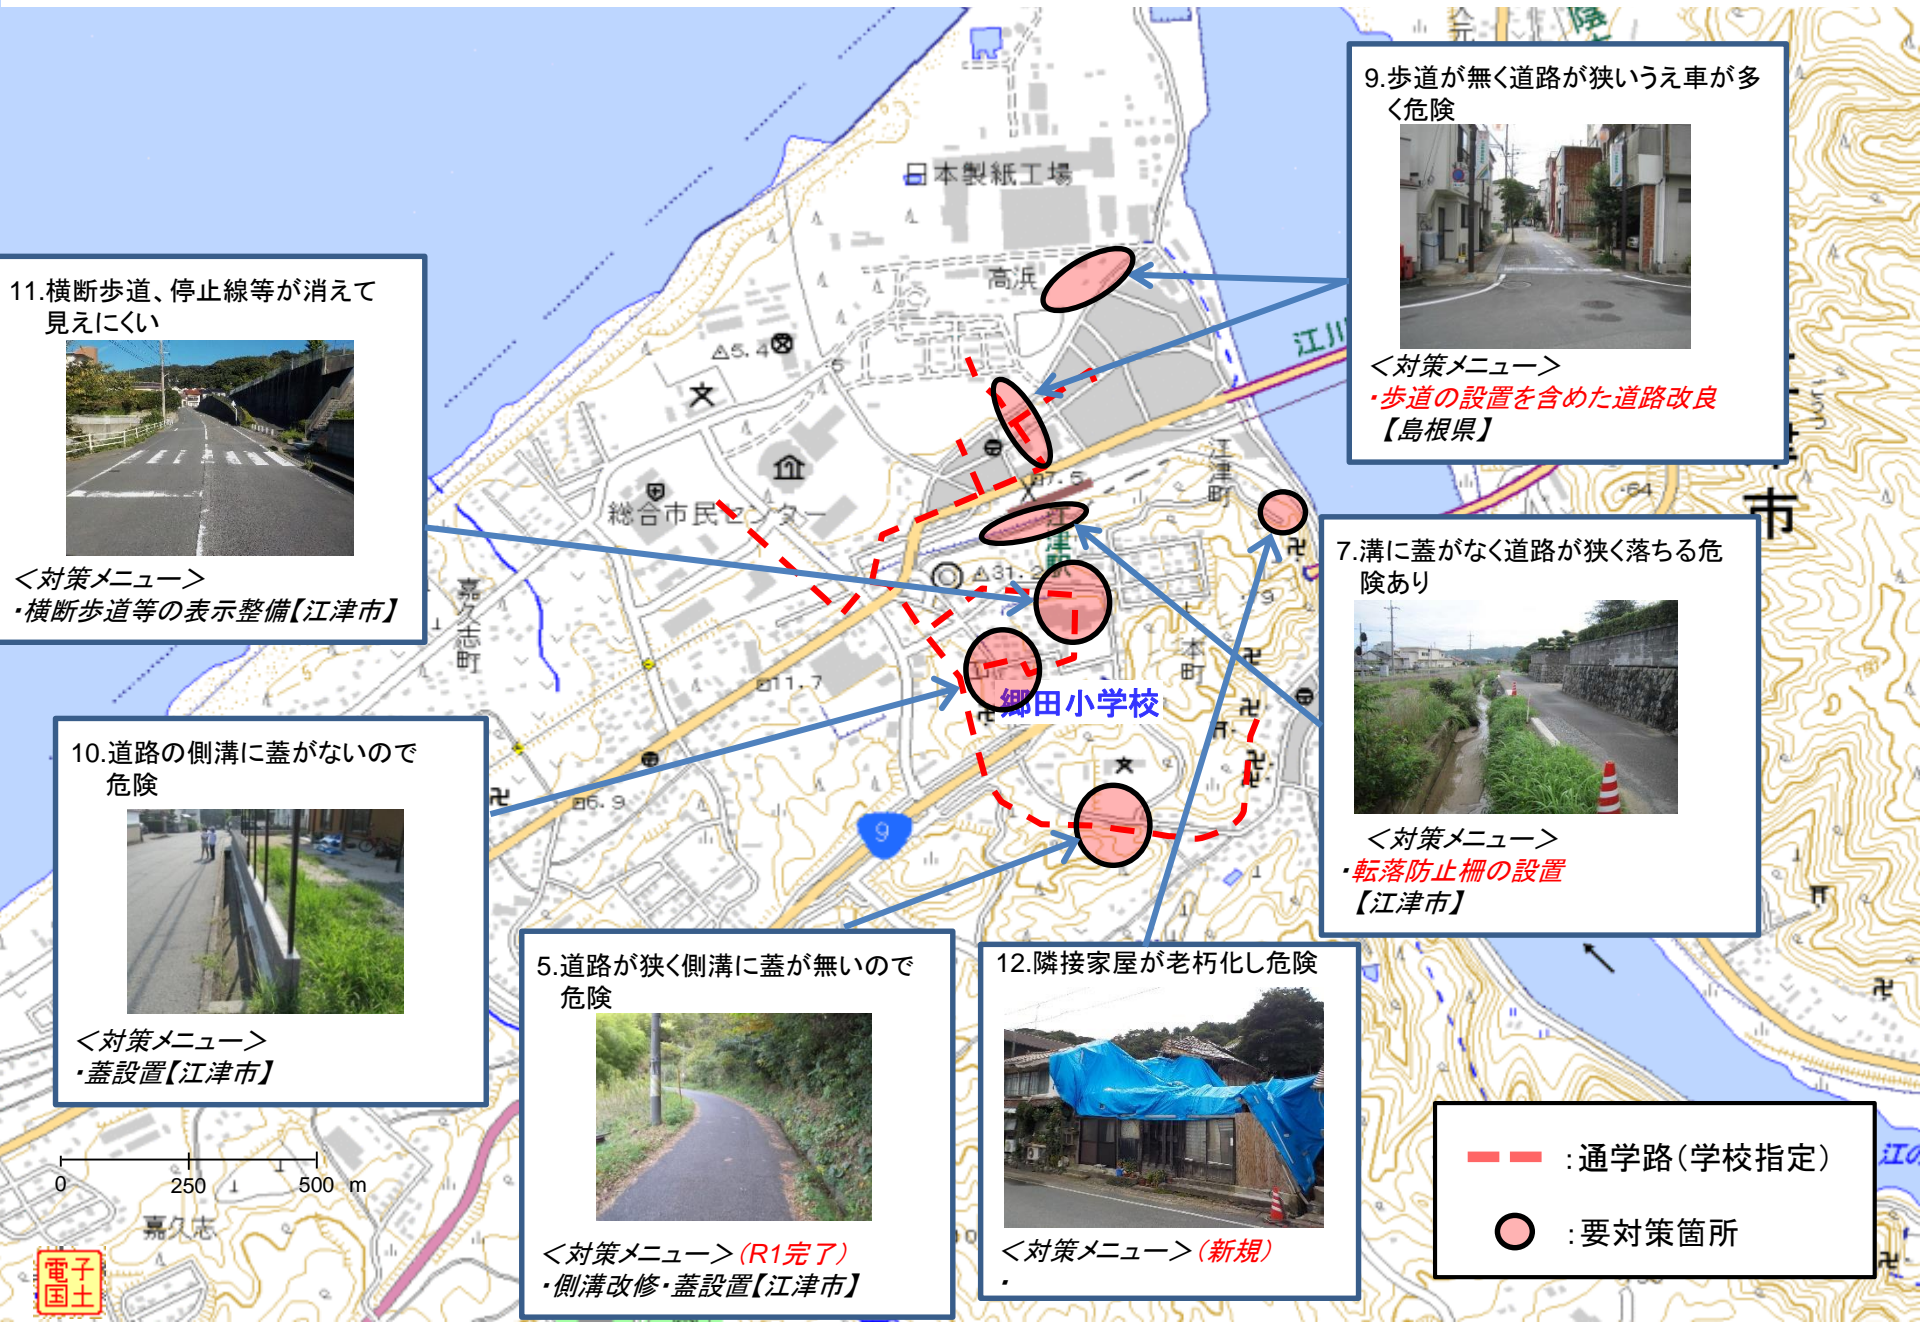 9.歩道が無く道路が狭いうえ車が多
く危険
<対策メニュー>
・歩道の設置を含めた道路改良
【島根県】
11.横断歩道、停止線等が消えて
見えにくい
<対策メニュー>
・横断歩道等の表示整備【江津市】
7.溝に蓋がなく道路が狭く落ちる危
険あり
<対策メニュー>
・転落防止柵の設置
【江津市】
10.道路の側溝に蓋がないので
危険
<対策メニュー>
・蓋設置【江津市】
5.道路が狭く側溝に蓋が無いので
危険
<対策メニュー>(R1完了)
・側溝改修・蓋設置【江津市】
12.隣接家屋が老朽化し危険
<対策メニュー>(新規)
・
日本製紙工場
高浜
5.4
5
総合市民センター
7.5
江津町
江川
市
64
31.
嘉久志町
本町
11.7
郷田小学校
6.9
9
0 250 500 m
嘉久志
電子
国土
:通学路(学校指定)
:要対策箇所